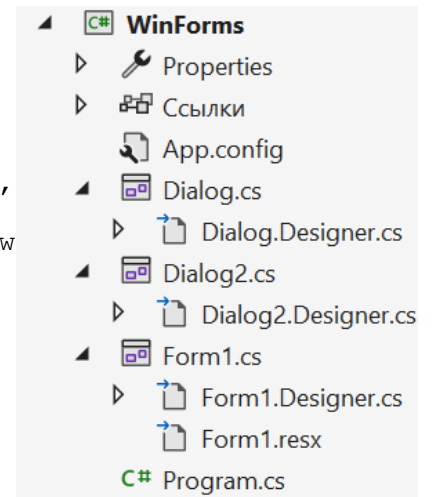 C# WinForms
Properties
Ссылки
App.config
, Dialog.cs
Dialog.Designer.cs
w Dialog2.cs
Dialog2.Designer.cs
Form1.cs
Form1.Designer.cs
Form1.resx
C# Program.cs